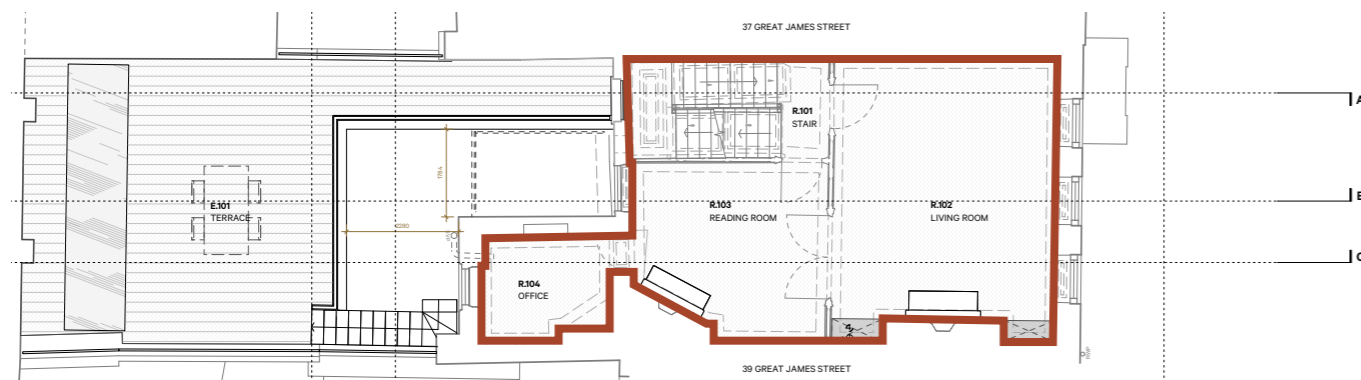 37 GREAT JAMES STREET
A
R.101
STAIR
1784
B
E.101
TERRACE
R.103
READING ROOM
R.102
LIVING ROOM
2280
C
R.104
OFFICE
39 GREAT JAMES STREET